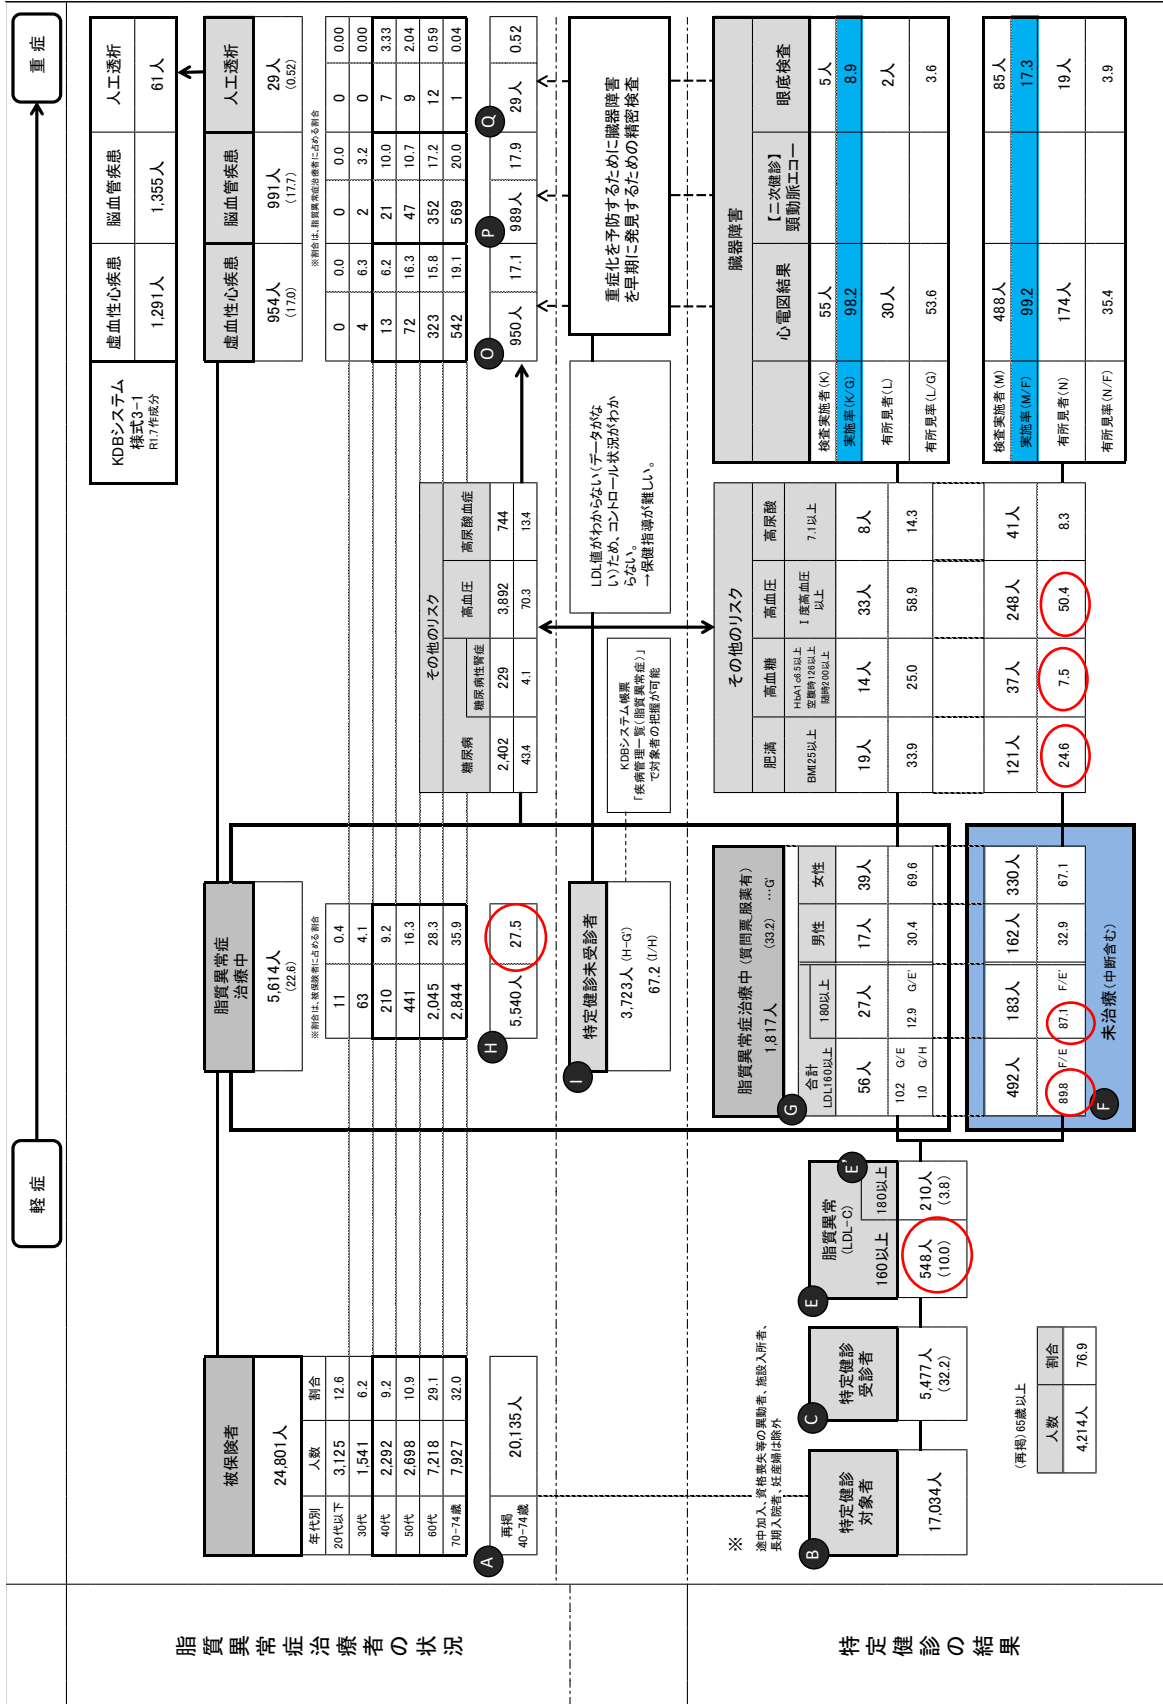 軽症
重症
脂質異常症治療者の状況
被保険者
24,801人
年代別 人数 割合
20代以下 3,125 12.6
30代 1,541 6.2
40代 2,292 9.2
50代 2,698 10.9
60代 7,218 29.1
70-74歳 7,927 32.0
A
再掲
40-74歳
20,135人
脂質異常症
治療中
5,614人
(22.6)
※割合は、被保険者に占める割合
11 0.4
63 4.1
210 9.2
441 16.3
2,045 28.3
2,844 35.9
H
5,540人 27.5
KDBシステム
様式3-1
R1.7作成分
虚血性心疾患 脳血管疾患 人工透析
1,291人 1,355人 61人
虚血性心疾患 脳血管疾患 人工透析
954人 991人 29人
(17.0) (17.7) (0.52)
※割合は、脂質異常症治療者に占める割合
0 0.0 0 0.0 0 0.00
4 6.3 2 3.2 0 0.00
13 6.2 21 10.0 7 3.33
72 16.3 47 10.7 9 2.04
323 15.8 352 17.2 12 0.59
542 19.1 569 20.0 1 0.04
O P Q
950人 17.1 989人 17.9 29人 0.52
その他のリスク
糖尿病 糖尿病性腎症 高血圧 高尿酸血症
2,402 229 3,892 744
43.4 4.1 70.3 13.4
I
特定健診未受診者
3,723人 (H-G')
67.2 (I/H)
KDBシステム帳票
「疾病管理一覧(脂質異常症)」
で対象者の把握が可能
LDL値がわからない(データがな
い)ため、コントロール状況がわか
らない。
→保健指導が難しい。
重症化を予防するために臓器障害
を早期に発見するための精密検査
特定健診の結果
※
途中加入、資格喪失等の異動者、施設入所者、
長期入院者、妊産婦は除外
B
特定健診
対象者
17,034人
C
特定健診
受診者
5,477人
(32.2)
(再掲)65歳以上
人数 割合
4,214人 76.9
E
脂質異常
(LDL-C)
E'
160以上 180以上
548人 210人
(10.0) (3.8)
G
脂質異常症治療中 (質問票_服薬有)
1,817人 (33.2) …G'
合計
LDL160以上 180以上 男性 女性
56人 27人 17人 39人
10.2 G/E 12.9 G/E' 30.4 69.6
1.0 G/H
492人 183人 162人 330人
89.8 F/E 87.1 F/E' 32.9 67.1
F
未治療(中断含む)
その他のリスク
肥満 高血糖 高血圧 高尿酸
BMI25以上
HbA1c6.5以上
空腹時126以上
随時200以上
Ⅰ度高血圧
以上
7.1以上
19人 14人 33人 8人
33.9 25.0 58.9 14.3
121人 37人 248人 41人
24.6 7.5 50.4 8.3
臓器障害
心電図結果
【二次健診】
頸動脈エコー
眼底検査
検査実施者(K) 55人 5人
実施率(K/G) 98.2 8.9
有所見者(L) 30人 2人
有所見率(L/G) 53.6 3.6
検査実施者(M) 488人 85人
実施率(M/F) 99.2 17.3
有所見者(N) 174人 19人
有所見率(N/F) 35.4 3.9